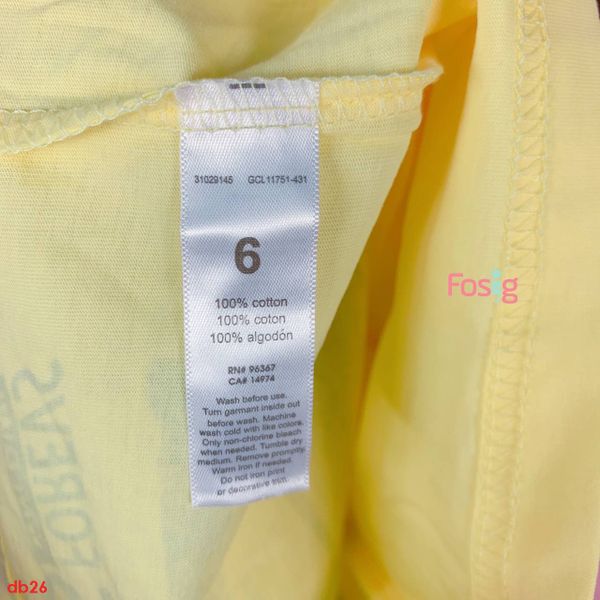 31029145 GCL11751-431
6
100% cotton
100% coton
100% algodón
RN# 96367
CA# 14974
Wash before use.
Turn garmant inside out
before wash. Machine
wash cold with like colors.
Only non-chlorine bleach
when needed. Tumble dry
medium. Remove promptly.
Warm iron if needed.
Do not iron print
or decorative trim.
Fosig
db26